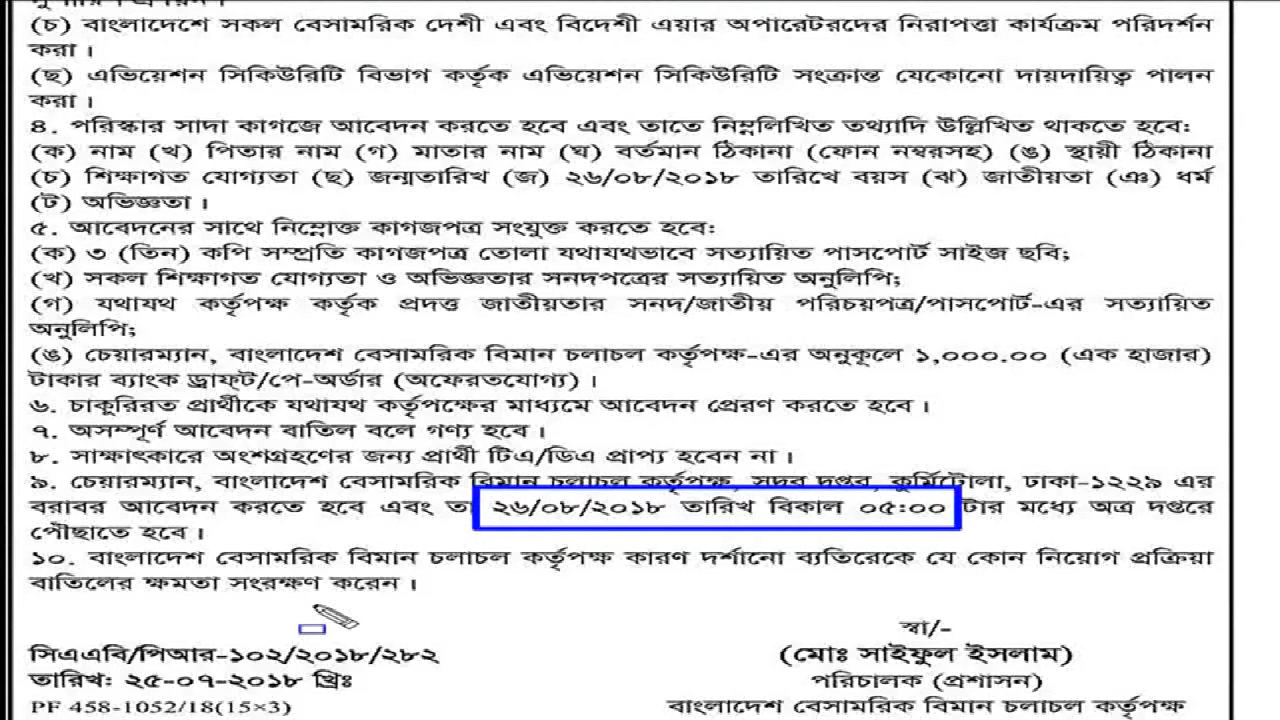 (চ) বাংলাদেশে সকল বেসামরিক দেশী এবং বিদেশী এয়ার অপারেটরদের নিরাপত্তা কার্যক্রম পরিদর্শন
করা।
(ছ) এভিয়েশন সিকিউরিটি বিভাগ কর্তৃক এভিয়েশন সিকিউরিটি সংক্রান্ত যেকোনো দায়দায়িত্ব পালন
করা।
৪. পরিস্কার সাদা কাগজে আবেদন করতে হবে এবং তাতে নিম্নলিখিত তথ্যাদি উল্লিখিত থাকতে হবে:
(ক) নাম (খ) পিতার নাম (গ) মাতার নাম (ঘ) বর্তমান ঠিকানা (ফোন নম্বরসহ) (ঙ) স্থায়ী ঠিকানা
(চ) শিক্ষাগত যোগ্যতা (ছ) জন্মতারিখ (জ) ২৬/০৮/২০১৮ তারিখে বয়স (ঝ) জাতীয়তা (ঞ) ধর্ম
(ট) অভিজ্ঞতা।
৫. আবেদনের সাথে নিম্নোক্ত কাগজপত্র সংযুক্ত করতে হবে:
(ক) ৩ (তিন) কপি সম্প্রতি কাগজপত্র তোলা যথাযথভাবে সত্যায়িত পাসপোর্ট সাইজ ছবি;
(খ) সকল শিক্ষাগত যোগ্যতা ও অভিজ্ঞতার সনদপত্রের সত্যায়িত অনুলিপি;
(গ) যথাযথ কর্তৃপক্ষ কর্তৃক প্রদত্ত জাতীয়তার সনদ/জাতীয় পরিচয়পত্র/পাসপোর্ট-এর সত্যায়িত
অনুলিপি;
(ঙ) চেয়ারম্যান, বাংলাদেশ বেসামরিক বিমান চলাচল কর্তৃপক্ষ-এর অনুকূলে ১,০০০.০০ (এক হাজার)
টাকার ব্যাংক ড্রাফ্ট/পে-অর্ডার (অফেরতযোগ্য)।
৬. চাকুরিরত প্রার্থীকে যথাযথ কর্তৃপক্ষের মাধ্যমে আবেদন প্রেরণ করতে হবে।
৭. অসম্পূর্ণ আবেদন বাতিল বলে গণ্য হবে।
৮. সাক্ষাৎকারে অংশগ্রহণের জন্য প্রার্থী টিএ/ডিএ প্রাপ্য হবেন না।
৯. চেয়ারম্যান, বাংলাদেশ বেসামরিক বিমান চলাচল কর্তৃপক্ষ, সদর দপ্তর, কুর্মিটোলা, ঢাকা-১২২৯ এর
বরাবর আবেদন করতে হবে এবং তা ২৬/০৮/২০১৮ তারিখ বিকাল ০৫:০০ টার মধ্যে অত্র দপ্তরে
পৌঁছাতে হবে।
১০. বাংলাদেশ বেসামরিক বিমান চলাচল কর্তৃপক্ষ কারণ দর্শানো ব্যতিরেকে যে কোন নিয়োগ প্রক্রিয়া
বাতিলের ক্ষমতা সংরক্ষণ করেন।
স্বা/-
সিএএবি/পিআর-১০২/২০১৮/২৮২
(মোঃ সাইফুল ইসলাম)
তারিখ: ২৫-০৭-২০১৮ খ্রিঃ
পরিচালক (প্রশাসন)
PF 458-1052/18(15×3)
বাংলাদেশ বেসামরিক বিমান চলাচল কর্তৃপক্ষ